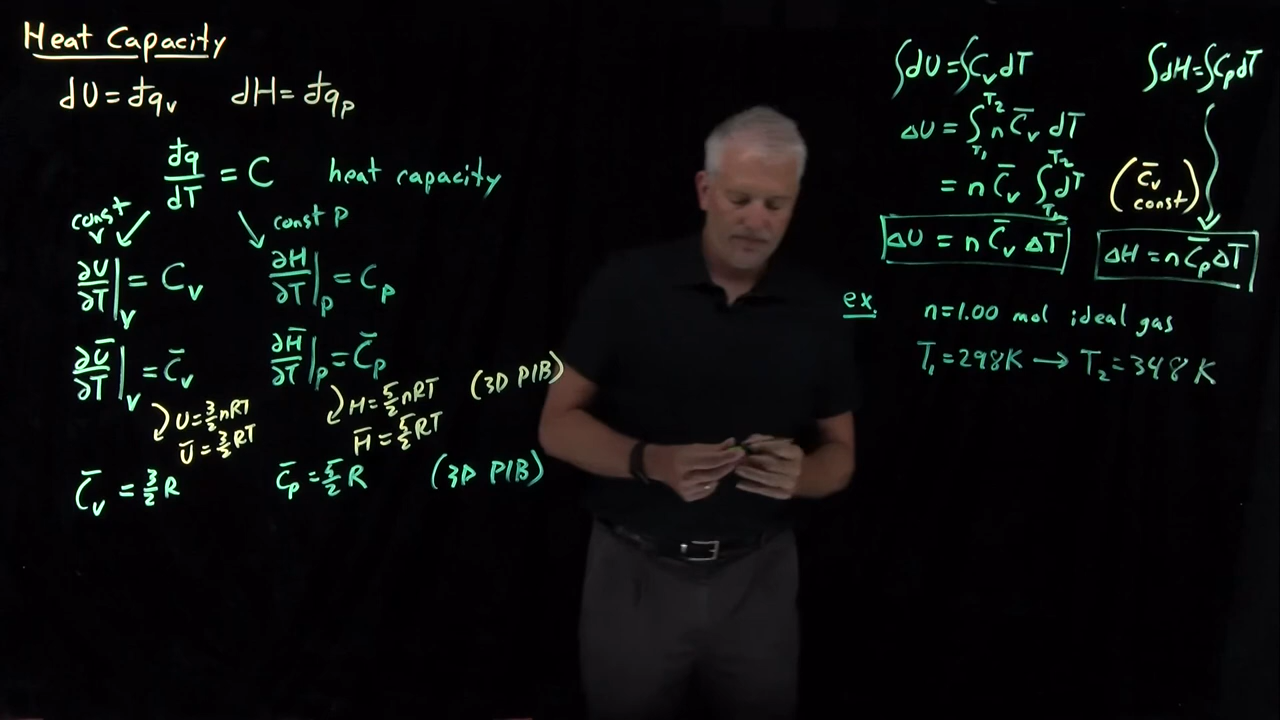 Heat Capacity
dU = đq_V    dH = đq_P
đq/dT = C    heat capacity
const V    const P
∂U/∂T|_V = C_V    ∂H/∂T|_P = C_P
∂Ū/∂T|_V = C̄_V    ∂H̄/∂T|_P = C̄_P
U = 3/2 nRT    H = 5/2 nRT    (3D PIB)
Ū = 3/2 RT    H̄ = 5/2 RT
C̄_V = 3/2 R    C̄_P = 5/2 R    (3D PIB)
∫dU = ∫C_V dT    ∫dH = ∫C_P dT
ΔU = ∫_{T₁}^{T₂} n C̄_V dT
= n C̄_V ∫_{T₁}^{T₂} dT    (C̄_V const)
ΔU = n C̄_V ΔT    ΔH = n C̄_P ΔT
ex.    n = 1.00 mol ideal gas
T₁ = 298K → T₂ = 348 K